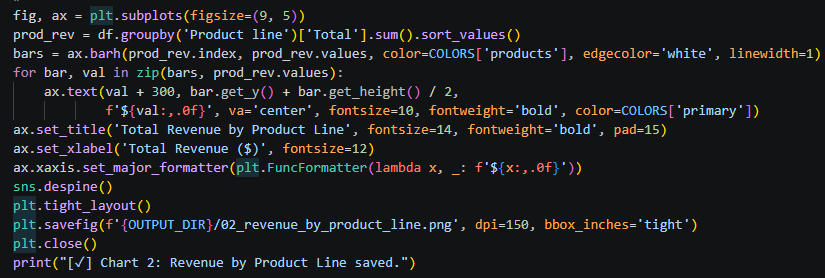 fig, ax = plt.subplots(figsize=(9, 5))
prod_rev = df.groupby('Product line')['Total'].sum().sort_values()
bars = ax.barh(prod_rev.index, prod_rev.values, color=COLORS['products'], edgecolor='white', linewidth=1)
for bar, val in zip(bars, prod_rev.values):
    ax.text(val + 300, bar.get_y() + bar.get_height() / 2,
            f'${val:,.0f}', va='center', fontsize=10, fontweight='bold', color=COLORS['primary'])
ax.set_title('Total Revenue by Product Line', fontsize=14, fontweight='bold', pad=15)
ax.set_xlabel('Total Revenue ($)', fontsize=12)
ax.xaxis.set_major_formatter(plt.FuncFormatter(lambda x, _: f'${x:,.0f}'))
sns.despine()
plt.tight_layout()
plt.savefig(f'{OUTPUT_DIR}/02_revenue_by_product_line.png', dpi=150, bbox_inches='tight')
plt.close()
print("[✓] Chart 2: Revenue by Product Line saved.")